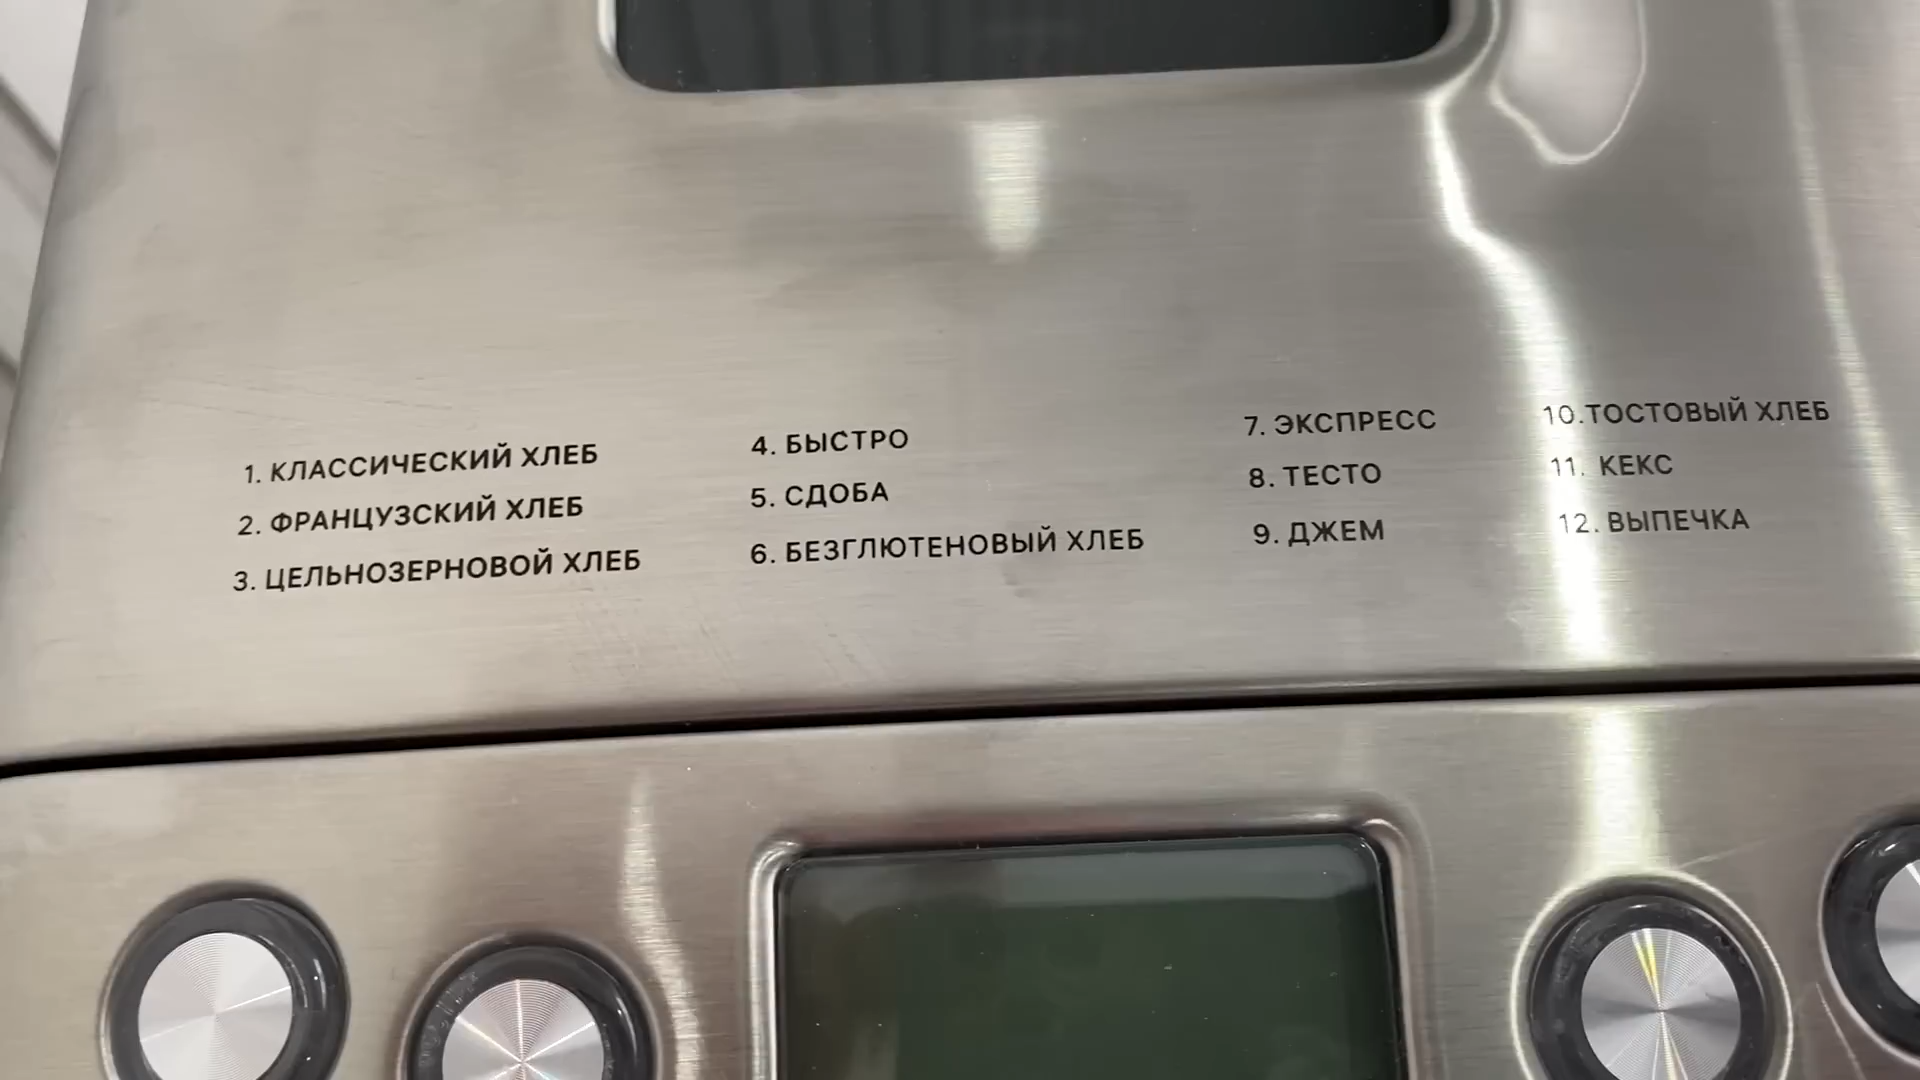 1. КЛАССИЧЕСКИЙ ХЛЕБ
2. ФРАНЦУЗСКИЙ ХЛЕБ
3. ЦЕЛЬНОЗЕРНОВОЙ ХЛЕБ
4. БЫСТРО
5. СДОБА
6. БЕЗГЛЮТЕНОВЫЙ ХЛЕБ
7. ЭКСПРЕСС
8. ТЕСТО
9. ДЖЕМ
10.ТОСТОВЫЙ ХЛЕБ
11. КЕКС
12. ВЫПЕЧКА